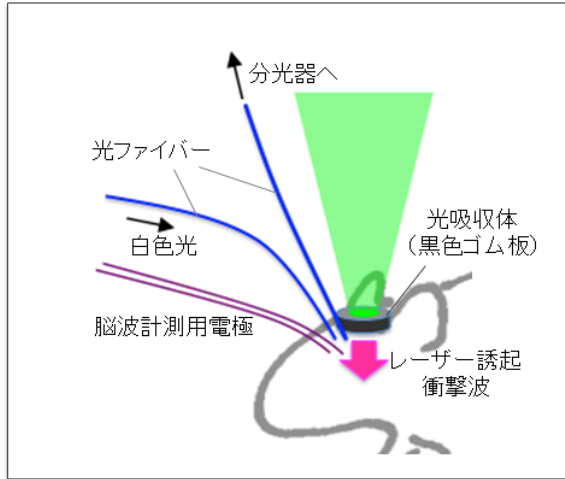 分光器へ
光ファイバー
白色光
光吸収体
(黒色ゴム板)
脳波計測用電極
レーザー誘起
衝撃波